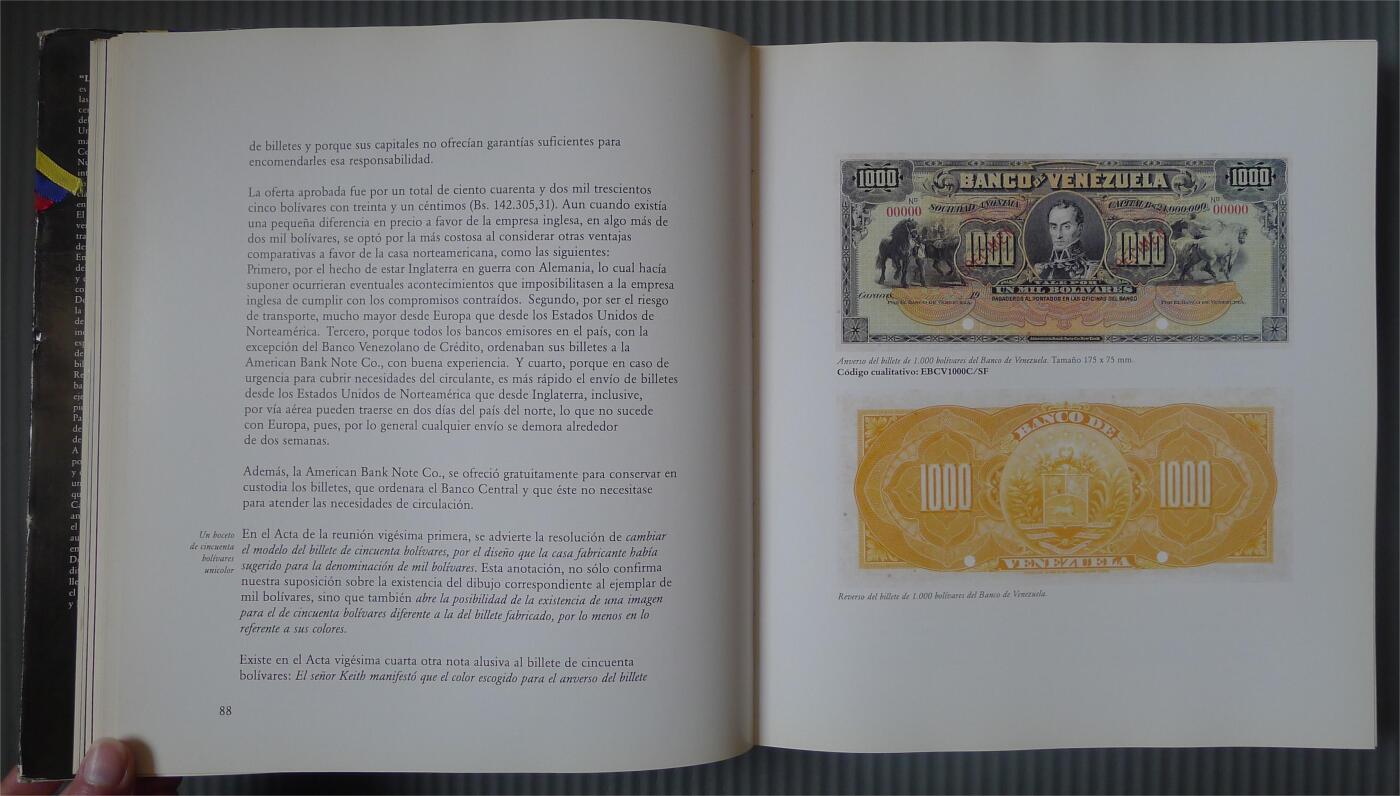 de billetes y porque sus capitales no ofrecían garantías suficientes para
encomendarles esa responsabilidad.
La oferta aprobada fue por un total de ciento cuarenta y dos mil trescientos
cinco bolívares con treinta y un céntimos (Bs. 142.305,31). Aun cuando existía
una pequeña diferencia en precio a favor de la empresa inglesa, en algo más de
dos mil bolívares, se optó por la más costosa al considerar otras ventajas
comparativas a favor de la casa norteamericana, como las siguientes:
Primero, por el hecho de estar Inglaterra en guerra con Alemania, lo cual hacía
suponer ocurrieran eventuales acontecimientos que imposibilitasen a la empresa
inglesa de cumplir con los compromisos contraídos. Segundo, por ser el riesgo
de transporte, mucho mayor desde Europa que desde los Estados Unidos de
Norteamérica. Tercero, porque todos los bancos emisores en el país, con la
excepción del Banco Venezolano de Crédito, ordenaban sus billetes a la
American Bank Note Co., con buena experiencia. Y cuarto, porque en caso de
urgencia para cubrir necesidades del circulante, es más rápido el envío de billetes
desde los Estados Unidos de Norteamérica que desde Inglaterra, inclusive,
por vía aérea pueden traerse en dos días del país del norte, lo que no sucede
con Europa, pues, por lo general cualquier envío se demora alrededor
de dos semanas.
Además, la American Bank Note Co., se ofreció gratuitamente para conservar en
custodia los billetes, que ordenara el Banco Central y que éste no necesitase
para atender las necesidades de circulación.
Un boceto
de cincuenta
bolívares
unicolor
En el Acta de la reunión vigésima primera, se advierte la resolución de cambiar
el modelo del billete de cincuenta bolívares, por el diseño que la casa fabricante había
sugerido para la denominación de mil bolívares. Esta anotación, no sólo confirma
nuestra suposición sobre la existencia del dibujo correspondiente al ejemplar de
mil bolívares, sino que también abre la posibilidad de la existencia de una imagen
para el de cincuenta bolívares diferente a la del billete fabricado, por lo menos en lo
referente a sus colores.
Existe en el Acta vigésima cuarta otra nota alusiva al billete de cincuenta
bolívares: El señor Keith manifestó que el color escogido para el anverso del billete
88
1000
BANCO DE VENEZUELA
1000
Nº
00000
SOCIEDAD ANÓNIMA
CAPITAL Bs 24,000,000.
Nº
00000
1000
1000
VALE POR
UN MIL BOLIVARES
Caracas,
19
PAGADEROS AL PORTADOR EN LAS OFICINAS DEL BANCO
POR EL BANCO DE VENEZUELA.
POR EL BANCO DE VENEZUELA.
Anverso del billete de 1.000 bolívares del Banco de Venezuela. Tamaño 175 x 75 mm.
Código cualitativo: EBCV1000C/SF
BANCO DE
1000
1000
VENEZUELA
Reverso del billete de 1.000 bolívares del Banco de Venezuela.